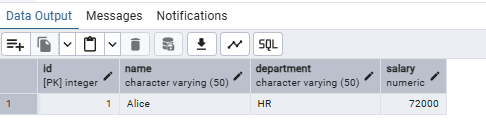 Data Output Messages Notifications
SQL
id name department salary
[PK] integer character varying (50) character varying (50) numeric
1 1 Alice HR 72000